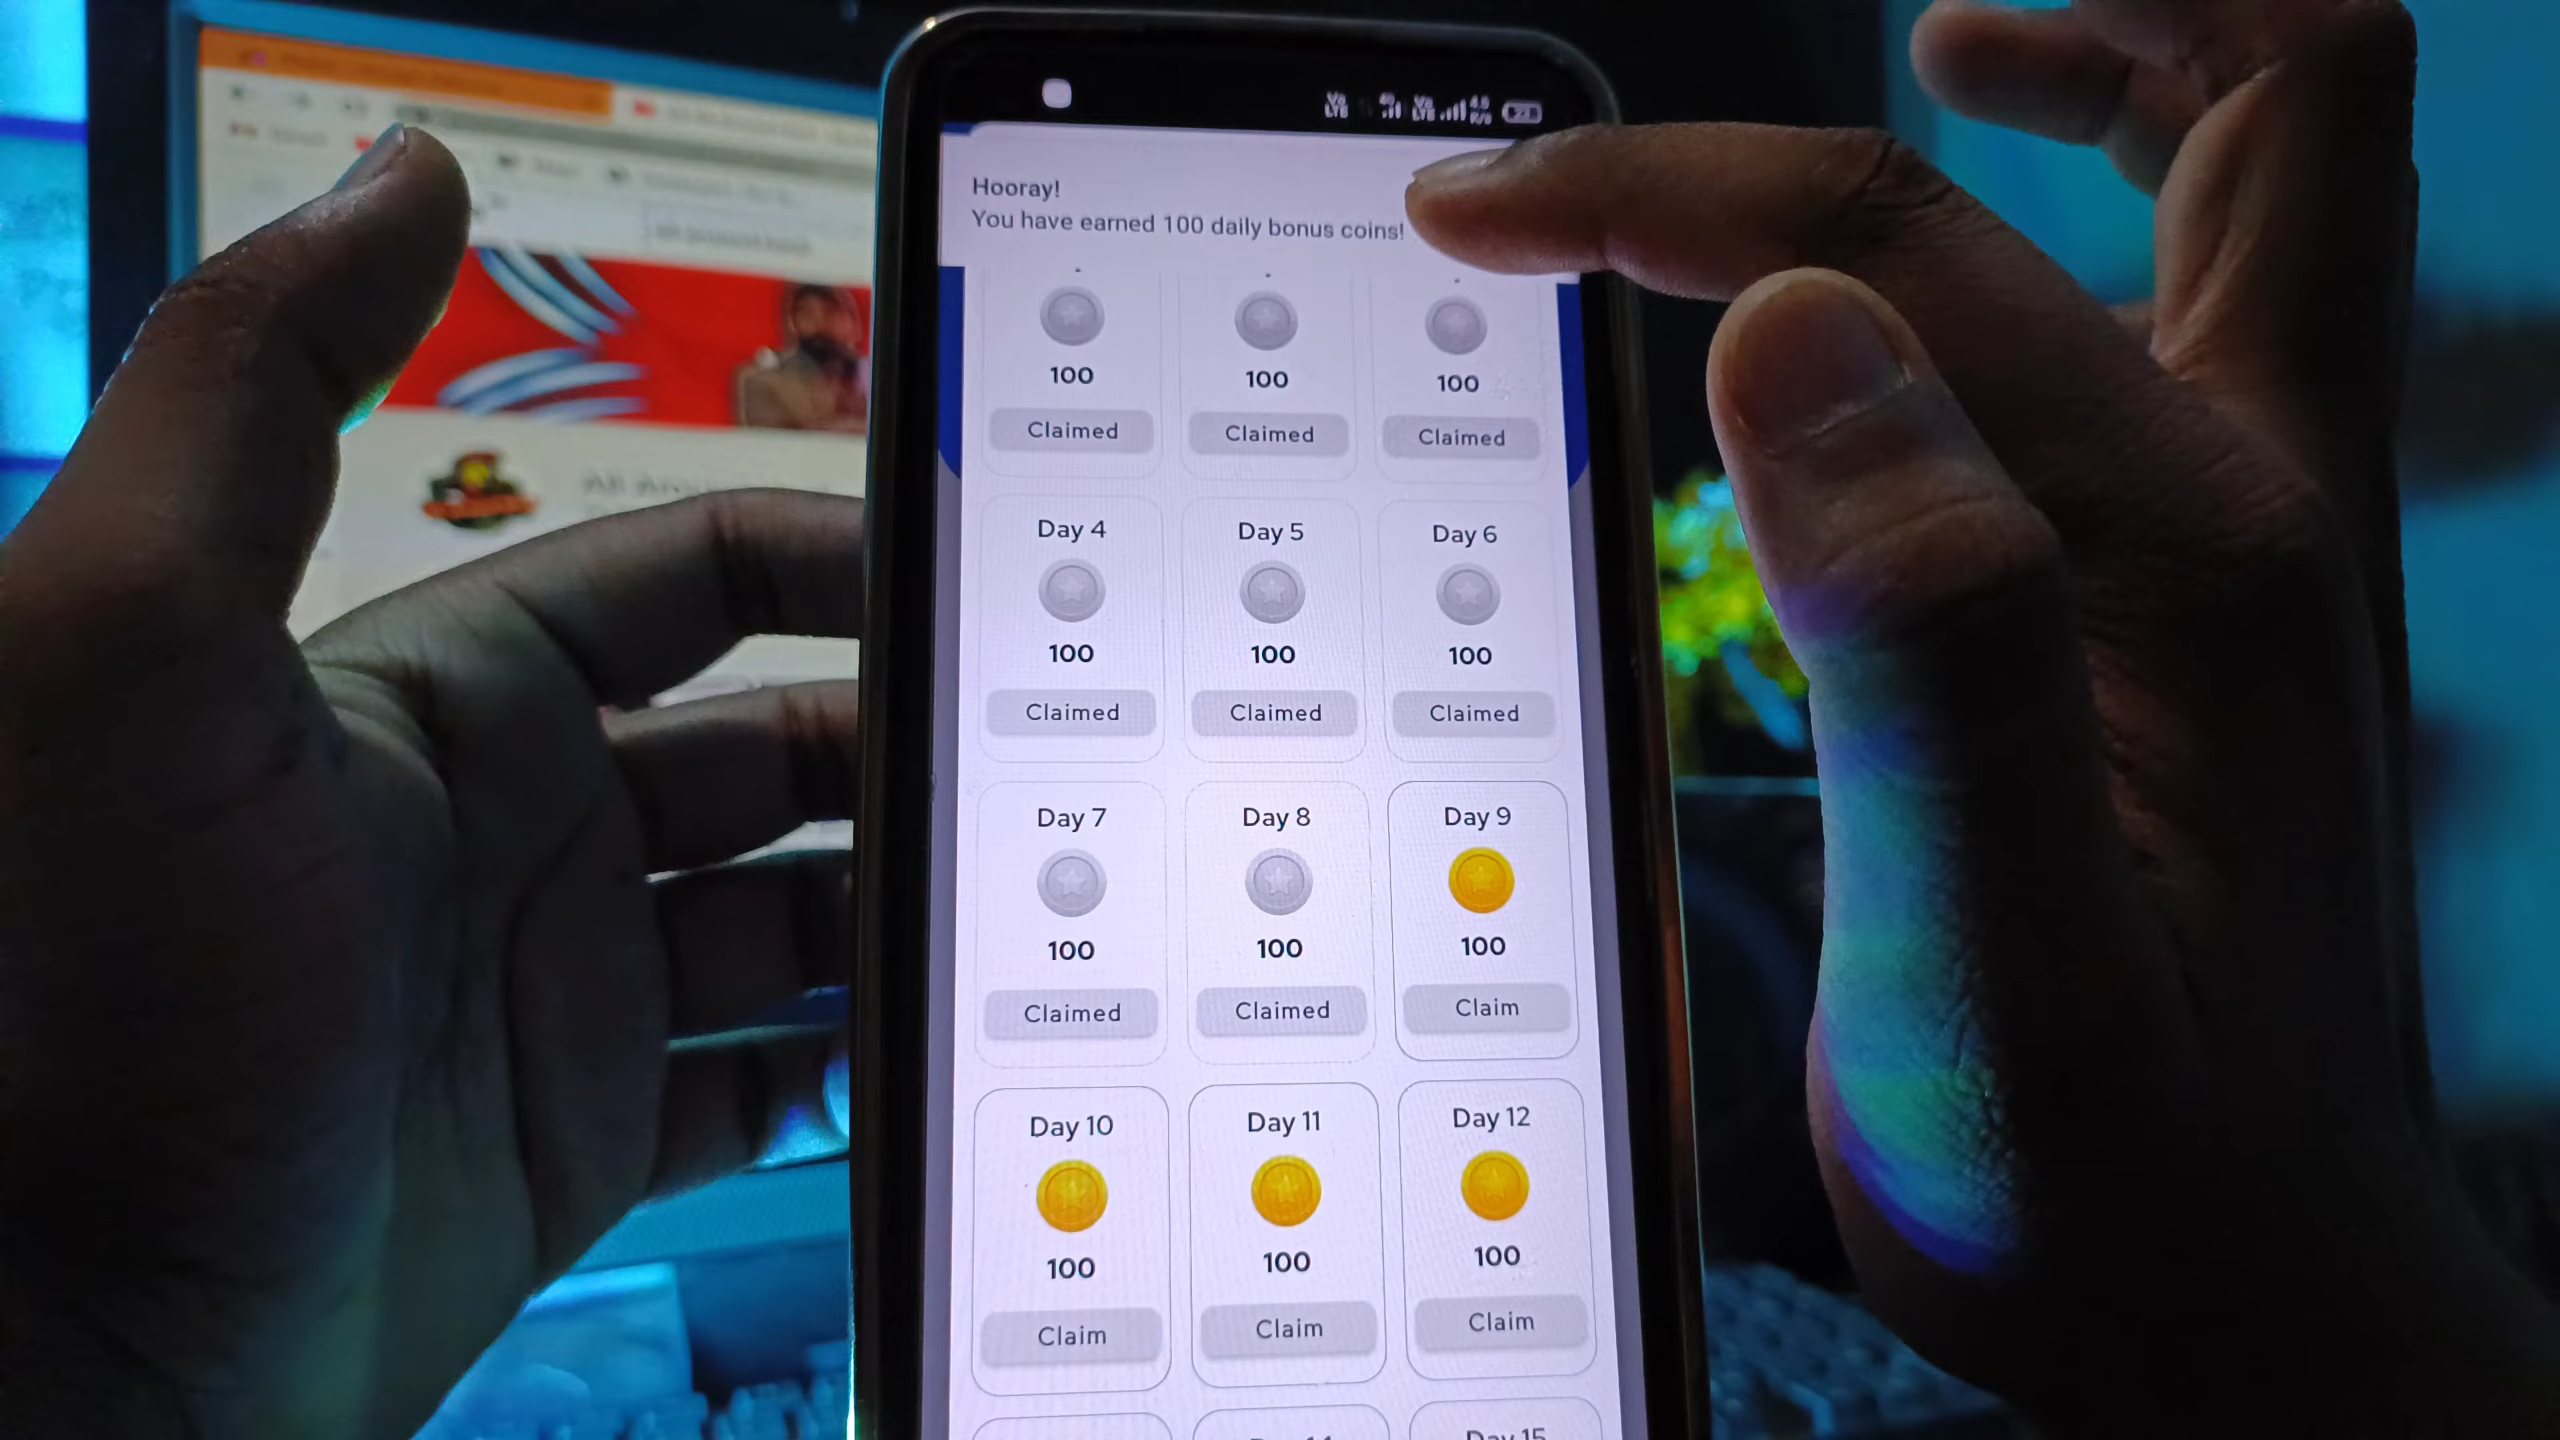 Hooray!
You have earned 100 daily bonus coins!
100 100 100
Claimed Claimed Claimed
Day 4 Day 5 Day 6
100 100 100
Claimed Claimed Claimed
Day 7 Day 8 Day 9
100 100 100
Claimed Claimed Claim
Day 10 Day 11 Day 12
100 100 100
Claim Claim Claim
Day 15